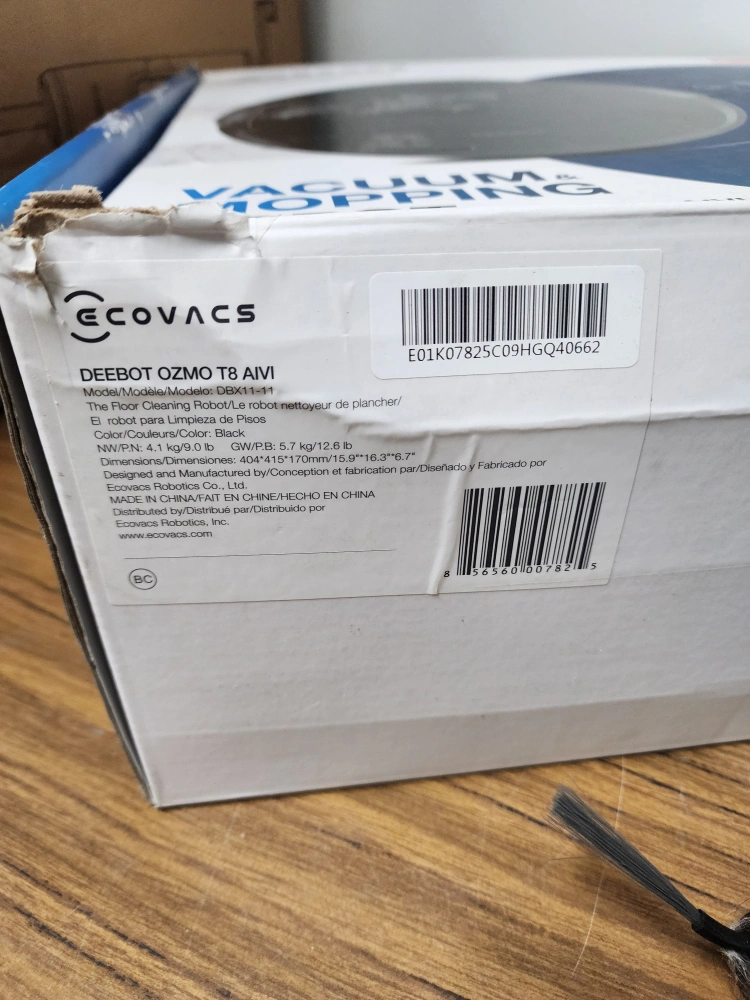 VACUUM &
MOPPING
ECOVACS
E01K07825C09HGQ40662
DEEBOT OZMO T8 AIVI
Model/Modèle/Modelo: DBX11-11
The Floor Cleaning Robot/Le robot nettoyeur de plancher/
El robot para Limpieza de Pisos
Color/Couleurs/Color: Black
NW/P.N: 4.1 kg/9.0 lb GW/P.B: 5.7 kg/12.6 lb
Dimensions/Dimensiones: 404*415*170mm/15.9"*16.3"*6.7"
Designed and Manufactured by/Conception et fabrication par/Diseñado y Fabricado por
Ecovacs Robotics Co., Ltd.
MADE IN CHINA/FAIT EN CHINE/HECHO EN CHINA
Distributed by/Distribué par/Distribuido por
Ecovacs Robotics, Inc.
www.ecovacs.com
BC
8 56560 00782 5